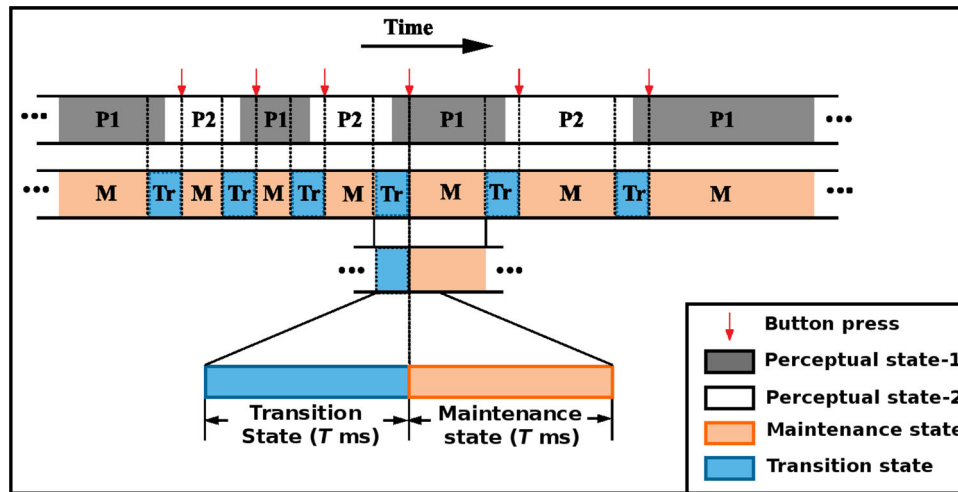 Time
••• P1 P2 P1 P2 P1 P2 P1 •••
••• M Tr M Tr M Tr M Tr M Tr M Tr M •••
••• •••
Transition
State (T ms)
Maintenance
state (T ms)
Button press
Perceptual state-1
Perceptual state-2
Maintenance state
Transition state